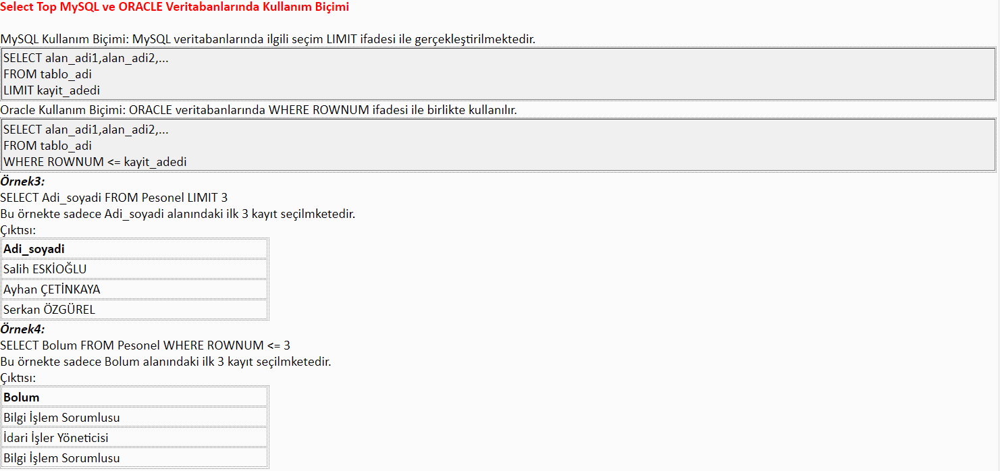 Select Top MySQL ve ORACLE Veritabanlarında Kullanım Biçimi
MySQL Kullanım Biçimi: MySQL veritabanlarında ilgili seçim LIMIT ifadesi ile gerçekleştirilmektedir.
SELECT alan_adi1,alan_adi2,...
FROM tablo_adi
LIMIT kayit_adedi
Oracle Kullanım Biçimi: ORACLE veritabanlarında WHERE ROWNUM ifadesi ile birlikte kullanılır.
SELECT alan_adi1,alan_adi2,...
FROM tablo_adi
WHERE ROWNUM <= kayit_adedi
Örnek3:
SELECT Adi_soyadi FROM Pesonel LIMIT 3
Bu örnekte sadece Adi_soyadi alanındaki ilk 3 kayıt seçilmketedir.
Çıktısı:
Adi_soyadi
Salih ESKİOĞLU
Ayhan ÇETİNKAYA
Serkan ÖZGÜREL
Örnek4:
SELECT Bolum FROM Pesonel WHERE ROWNUM <= 3
Bu örnekte sadece Bolum alanındaki ilk 3 kayıt seçilmketedir.
Çıktısı:
Bolum
Bilgi İşlem Sorumlusu
İdari İşler Yöneticisi
Bilgi İşlem Sorumlusu